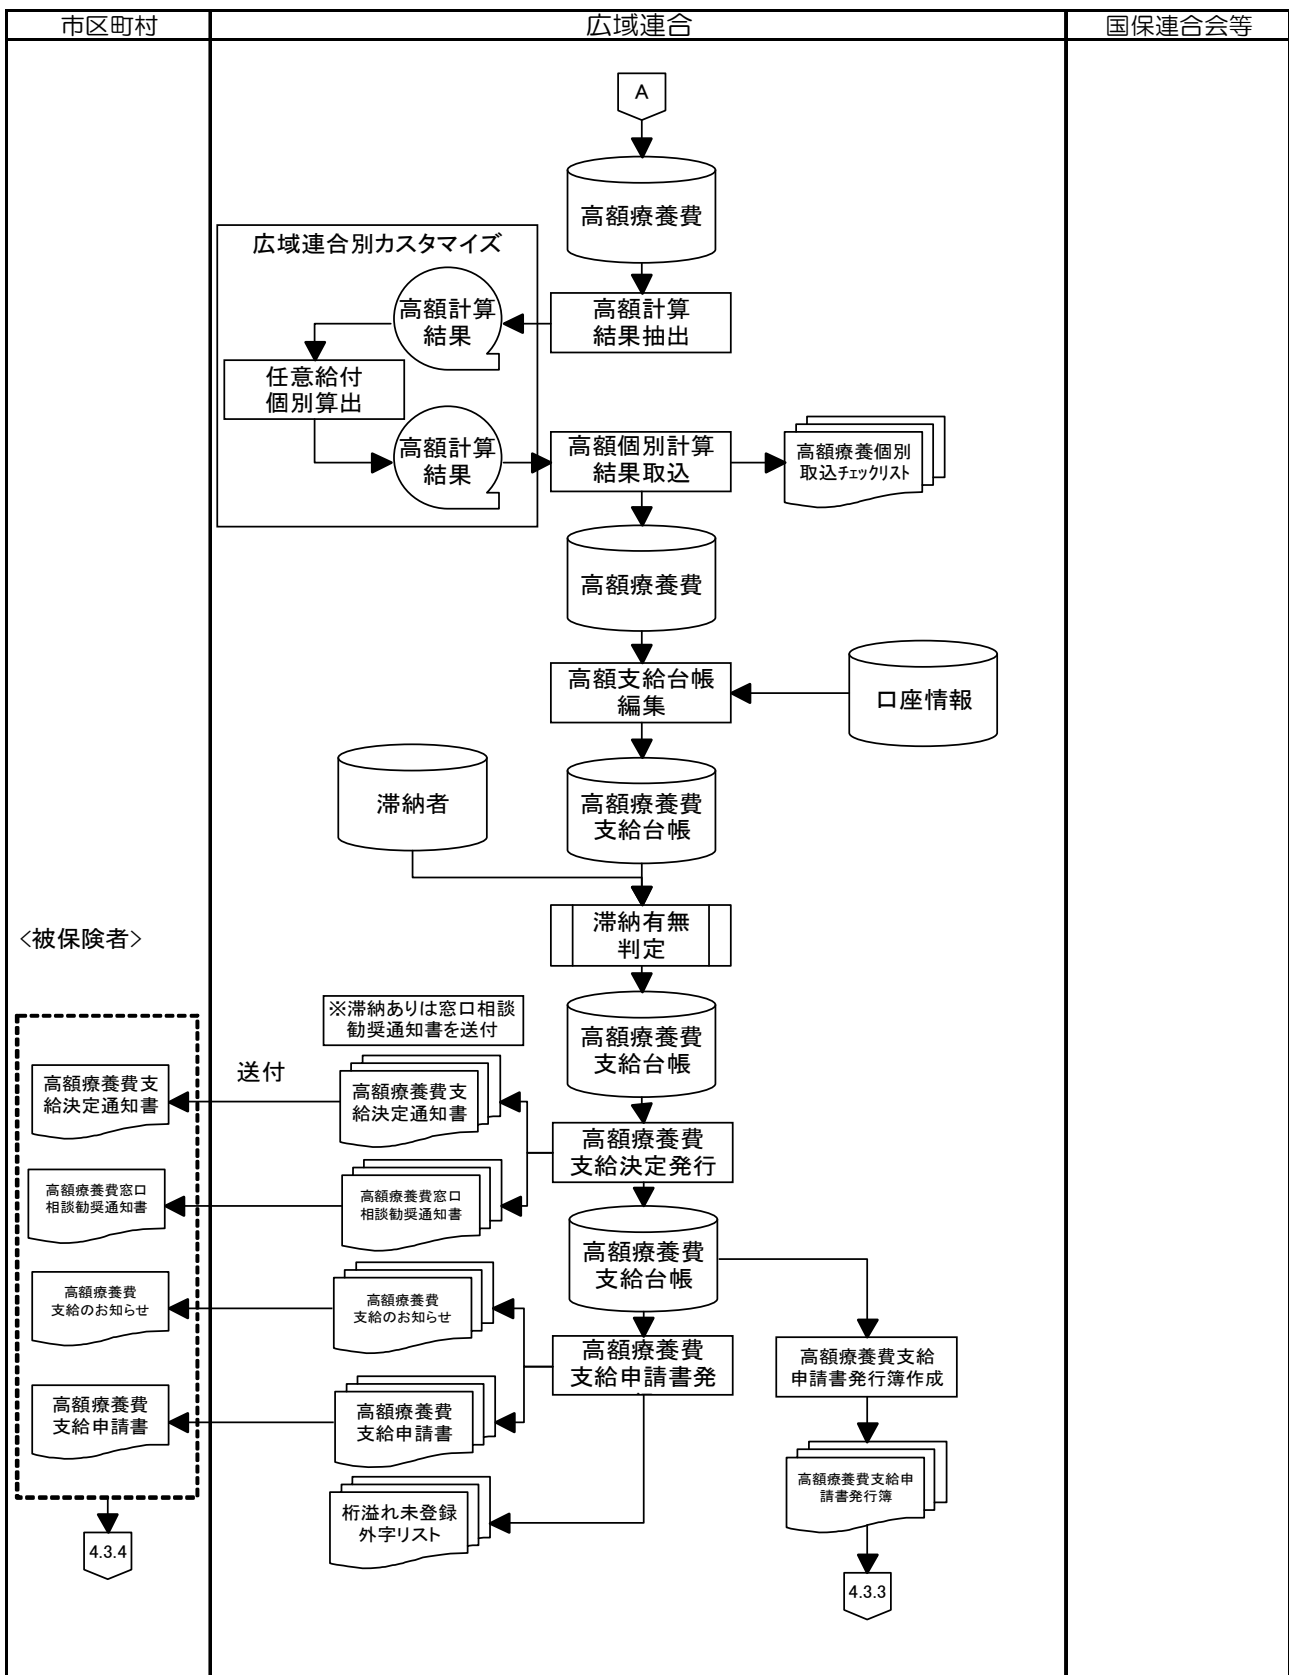 市区町村
広域連合
国保連合会等
A
高額療養費
広域連合別カスタマイズ
高額計算
結果
高額計算
結果抽出
任意給付
個別算出
高額計算
結果
高額個別計算
結果取込
高額療養個別
取込チェックリスト
高額療養費
高額支給台帳
編集
口座情報
滞納者
高額療養費
支給台帳
<被保険者>
滞納有無
判定
※滞納ありは窓口相談
勧奨通知書を送付
高額療養費
支給台帳
送付
高額療養費支
給決定通知書
高額療養費支
給決定通知書
高額療養費
支給決定発行
高額療養費窓口
相談勧奨通知書
高額療養費窓口
相談勧奨通知書
高額療養費
支給台帳
高額療養費
支給のお知らせ
高額療養費
支給のお知らせ
高額療養費
支給申請書発
高額療養費支給
申請書発行簿作成
高額療養費
支給申請書
高額療養費
支給申請書
高額療養費支給申
請書発行簿
桁溢れ未登録
外字リスト
4.3.4
4.3.3